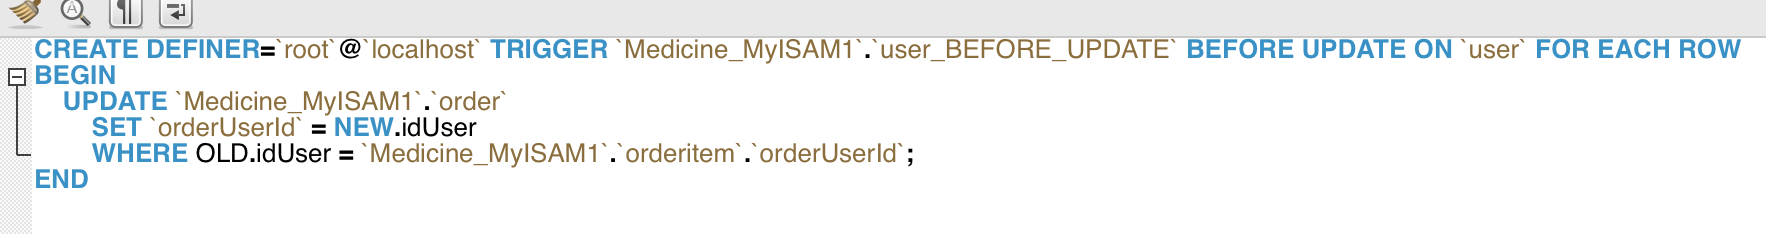 CREATE DEFINER=`root`@`localhost` TRIGGER `Medicine_MyISAM1`.`user_BEFORE_UPDATE` BEFORE UPDATE ON `user` FOR EACH ROW
BEGIN
    UPDATE `Medicine_MyISAM1`.`order`
        SET `orderUserId` = NEW.idUser
        WHERE OLD.idUser = `Medicine_MyISAM1`.`orderitem`.`orderUserId`;
END